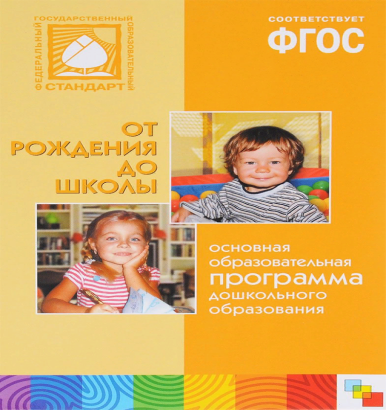 ГОСУДАРСТВЕННЫЙ
ФЕДЕРАЛЬНЫЙ
ОБРАЗОВАТЕЛЬНЫЙ
СТАНДАРТ
СООТВЕТСТВУЕТ
ФГОС
ОТ
РОЖДЕНИЯ
ДО
ШКОЛЫ
ОСНОВНАЯ
ОБРАЗОВАТЕЛЬНАЯ
ПРОГРАММА
ДОШКОЛЬНОГО
ОБРАЗОВАНИЯ